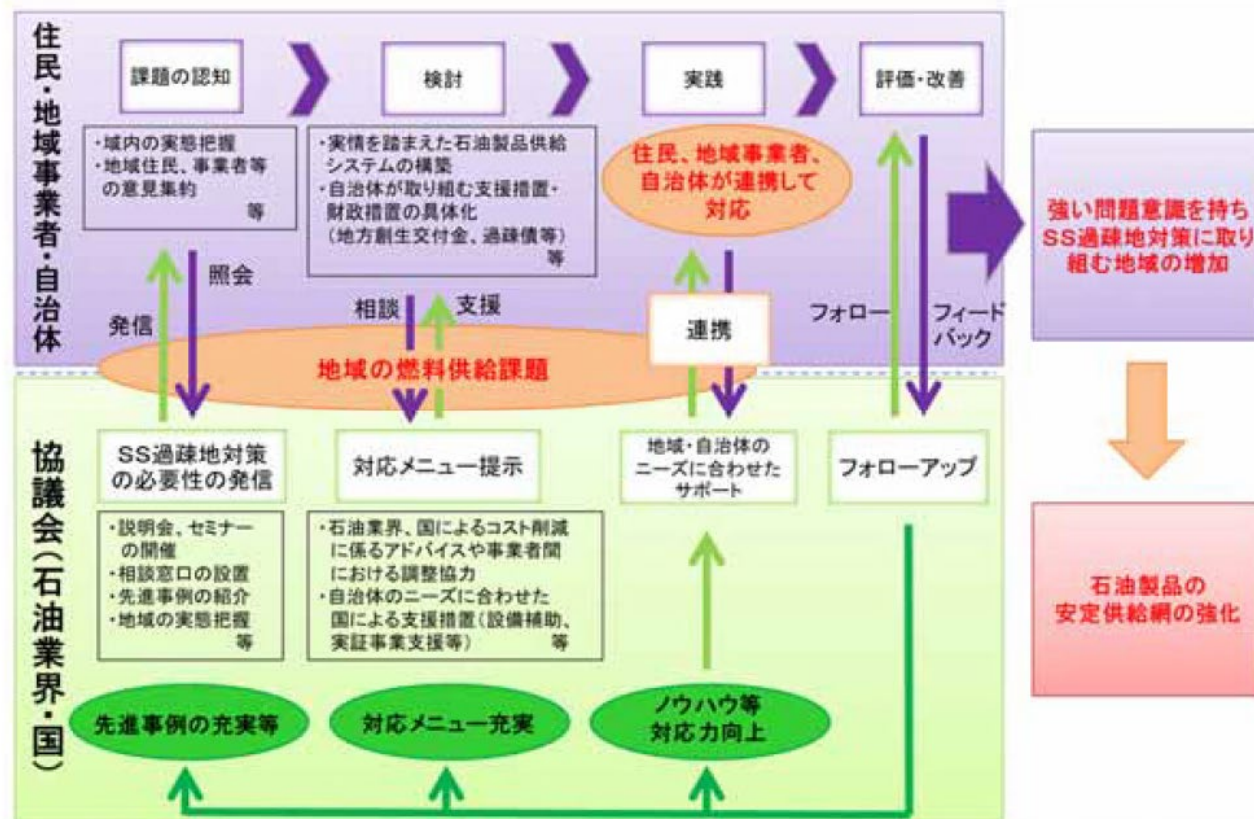 住民・地域事業者・自治体
課題の認知
検討
実践
評価・改善
・域内の実態把握
・地域住民、事業者等
の意見集約
等
・実情を踏まえた石油製品供給
システムの構築
・自治体が取り組む支援措置・
財政措置の具体化
(地方創生交付金、過疎債等)
等
住民、地域事業者、
自治体が連携して
対応
発信
照会
相談
支援
連携
フォロー
フィード
バック
地域の燃料供給課題
協議会(石油業界・国)
SS過疎地対策
の必要性の発信
対応メニュー提示
地域・自治体の
ニーズに合わせた
サポート
フォローアップ
・説明会、セミナー
の開催
・相談窓口の設置
・先進事例の紹介
・地域の実態把握
等
・石油業界、国によるコスト削減
に係るアドバイスや事業者間
における調整協力
・自治体のニーズに合わせた
国による支援措置(設備補助、
実証事業支援等) 等
先進事例の充実等
対応メニュー充実
ノウハウ等
対応力向上
強い問題意識を持ち
SS過疎地対策に取り
組む地域の増加
石油製品の
安定供給網の強化